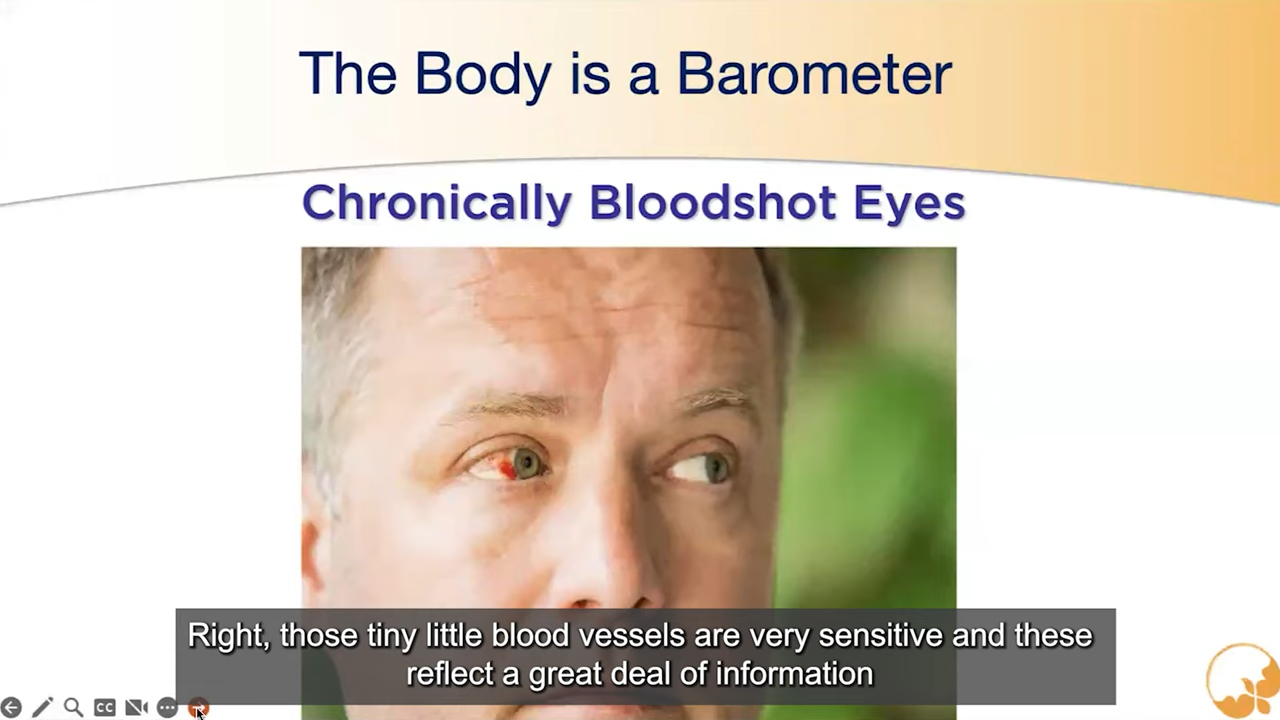 The Body is a Barometer
Chronically Bloodshot Eyes
Right, those tiny little blood vessels are very sensitive and these
reflect a great deal of information
CC